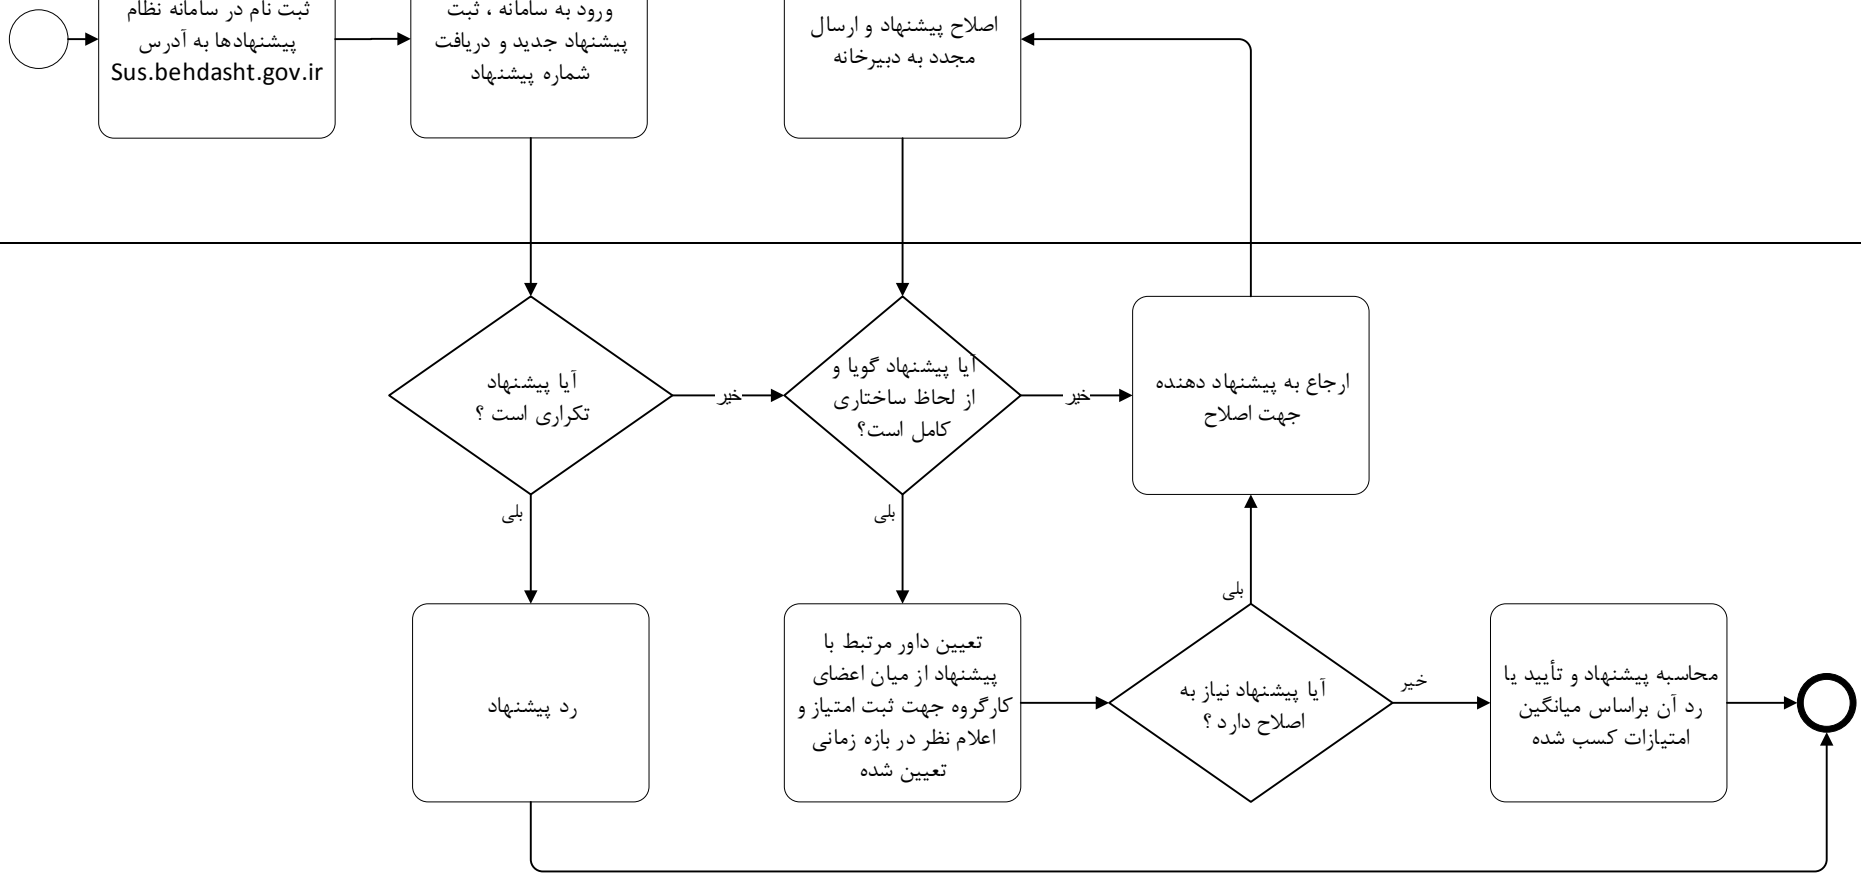 ثبت نام در سامانه نظام
پیشنهادها به آدرس
Sus.behdasht.gov.ir
ورود به سامانه ، ثبت
پیشنهاد جدید و دریافت
شماره پیشنهاد
اصلاح پیشنهاد و ارسال
مجدد به دبیرخانه
آیا پیشنهاد
تکراری است ؟
خیر
آیا پیشنهاد گویا و
از لحاظ ساختاری
کامل است؟
خیر
ارجاع به پیشنهاد دهنده
جهت اصلاح
بلی
بلی
بلی
رد پیشنهاد
تعیین داور مرتبط با
پیشنهاد از میان اعضای
کارگروه جهت ثبت امتیاز و
اعلام نظر در بازه زمانی
تعیین شده
آیا پیشنهاد نیاز به
اصلاح دارد ؟
خیر
محاسبه پیشنهاد و تأیید یا
رد آن براساس میانگین
امتیازات کسب شده